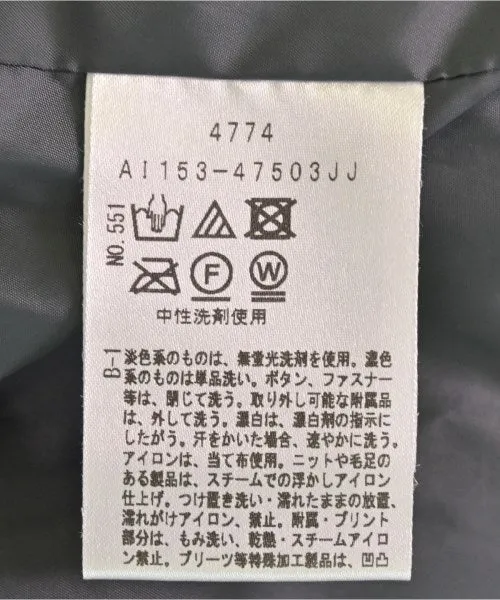 4774
AI153-47503JJ
NO.551
F
W
中性洗剤使用
B-1
淡色系のものは、無蛍光洗剤を使用。濃色
系のものは単品洗い。ボタン、ファスナー
等は、閉じて洗う。取り外し可能な附属品
は、外して洗う。漂白は、漂白剤の指示に
したがう。汗をかいた場合、速やかに洗う。
アイロンは、当て布使用。ニットや毛足の
ある製品は、スチームでの浮かしアイロン
仕上げ。つけ置き洗い・濡れたままの放置、
濡れがけアイロン、禁止。附属・プリント
部分は、もみ洗い、乾熱・スチームアイロ
ン禁止。プリーツ等特殊加工製品は、凹凸